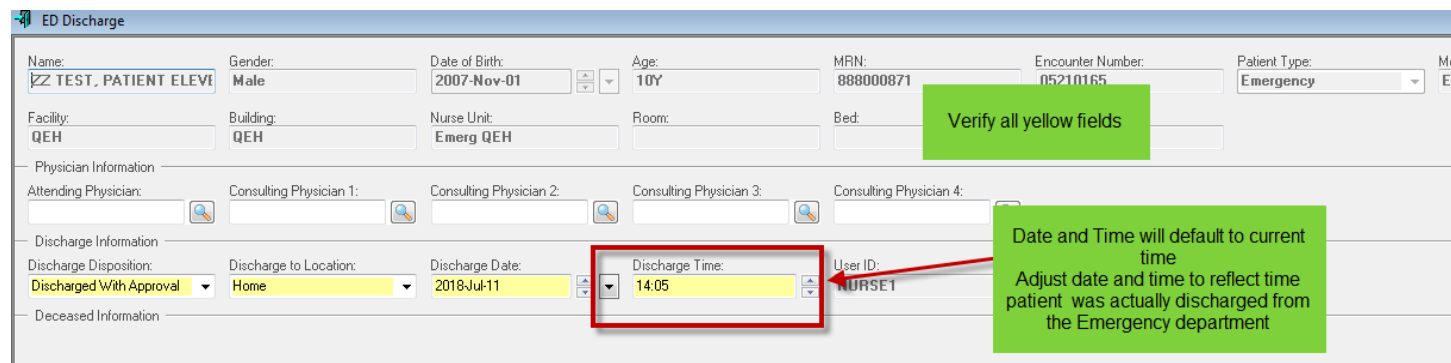 ED Discharge
Name: Gender: Date of Birth: Age: MRN: Encounter Number: Patient Type:
ZZ TEST, PATIENT ELEVE Male 2007-Nov-01 10Y 888000871 05210165 Emergency
Facility: Building: Nurse Unit: Room: Bed:
QEH QEH Emerg QEH
Verify all yellow fields
Physician Information
Attending Physician: Consulting Physician 1: Consulting Physician 2: Consulting Physician 3: Consulting Physician 4:
Discharge Information
Discharge Disposition: Discharge to Location: Discharge Date: Discharge Time: User ID:
Discharged With Approval Home 2018-Jul-11 14:05 NURSE1
Date and Time will default to current
time
Adjust date and time to reflect time
patient was actually discharged from
the Emergency department
Deceased Information